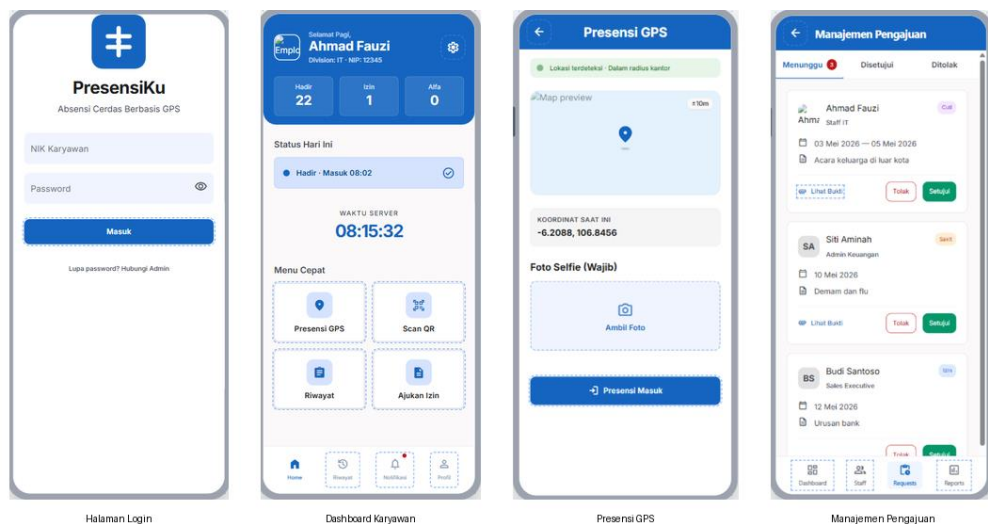 PresensiKu
Absensi Cerdas Berbasis GPS
NIK Karyawan
Password
Masuk
Lupa password? Hubungi Admin
Halaman Login
Emplo
Selamat Pagi,
Ahmad Fauzi
Division: IT · NIP: 12345
Hadir
22
Izin
1
Alfa
0
Status Hari Ini
Hadir · Masuk 08:02
WAKTU SERVER
08:15:32
Menu Cepat
Presensi GPS
Scan QR
Riwayat
Ajukan Izin
Home
Riwayat
Notifikasi
Profil
Dashboard Karyawan
Presensi GPS
Lokasi terdeteksi · Dalam radius kantor
Map preview
±10m
KOORDINAT SAAT INI
-6.2088, 106.8456
Foto Selfie (Wajib)
Ambil Foto
Presensi Masuk
Presensi GPS
Manajemen Pengajuan
Menunggu 3
Disetujui
Ditolak
Ahma
Ahmad Fauzi
Staff IT
Cuti
03 Mei 2026 — 05 Mei 2026
Acara keluarga di luar kota
Lihat Bukti
Tolak
Setujui
SA
Siti Aminah
Admin Keuangan
Sakit
10 Mei 2026
Demam dan flu
Lihat Bukti
Tolak
Setujui
BS
Budi Santoso
Sales Executive
Izin
12 Mei 2026
Urusan bank
Tolak
Setujui
Dashboard
Staff
Requests
Reports
Manajemen Pengajuan